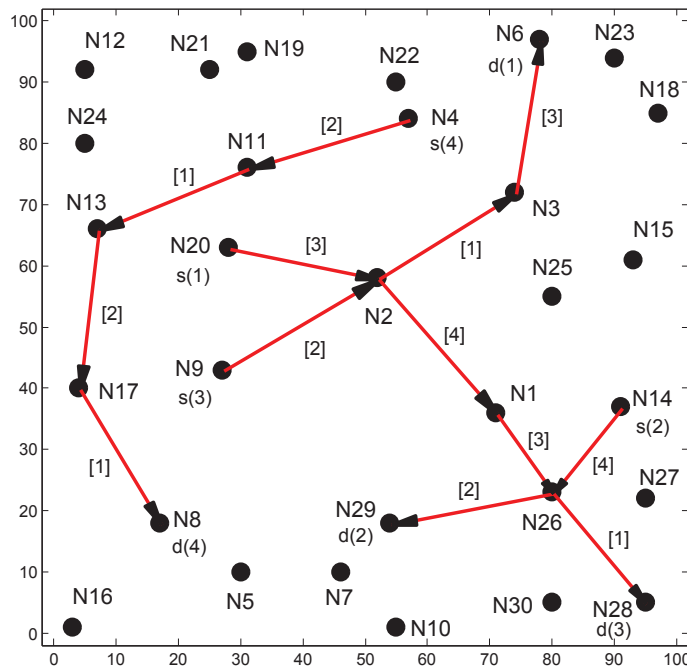 100
90
80
70
60
50
40
30
20
10
0
N12
N21
N19
N22
N6
d(1)
N23
N18
N24
N11
[2]
N4
s(4)
[3]
[1]
N13
N3
N20
s(1)
[3]
[1]
N15
N25
N2
[2]
[2]
[4]
N9
s(3)
N17
N1
N14
s(2)
[3]
[4]
[1]
[2]
N27
N8
d(4)
N29
d(2)
N26
[1]
N16
N5
N7
N10
N30
N28
d(3)
0 10 20 30 40 50 60 70 80 90 100